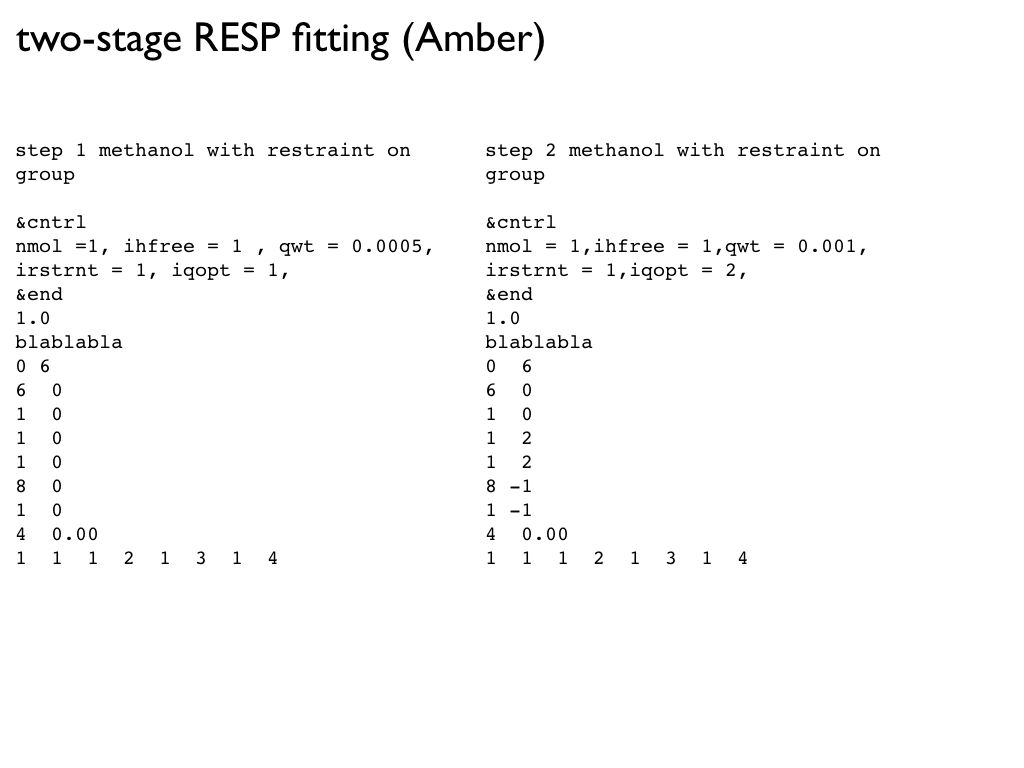 two-stage RESP fitting (Amber)
step 1 methanol with restraint on
group
&cntrl
nmol =1, ihfree = 1 , qwt = 0.0005,
irstrnt = 1, iqopt = 1,
&end
1.0
blablabla
0 6
6  0
1  0
1  0
1  0
8  0
1  0
4  0.00
1  1  1  2  1  3  1  4
step 2 methanol with restraint on
group
&cntrl
nmol = 1,ihfree = 1,qwt = 0.001,
irstrnt = 1,iqopt = 2,
&end
1.0
blablabla
0  6
6  0
1  0
1  2
1  2
8 -1
1 -1
4  0.00
1  1  1  2  1  3  1  4